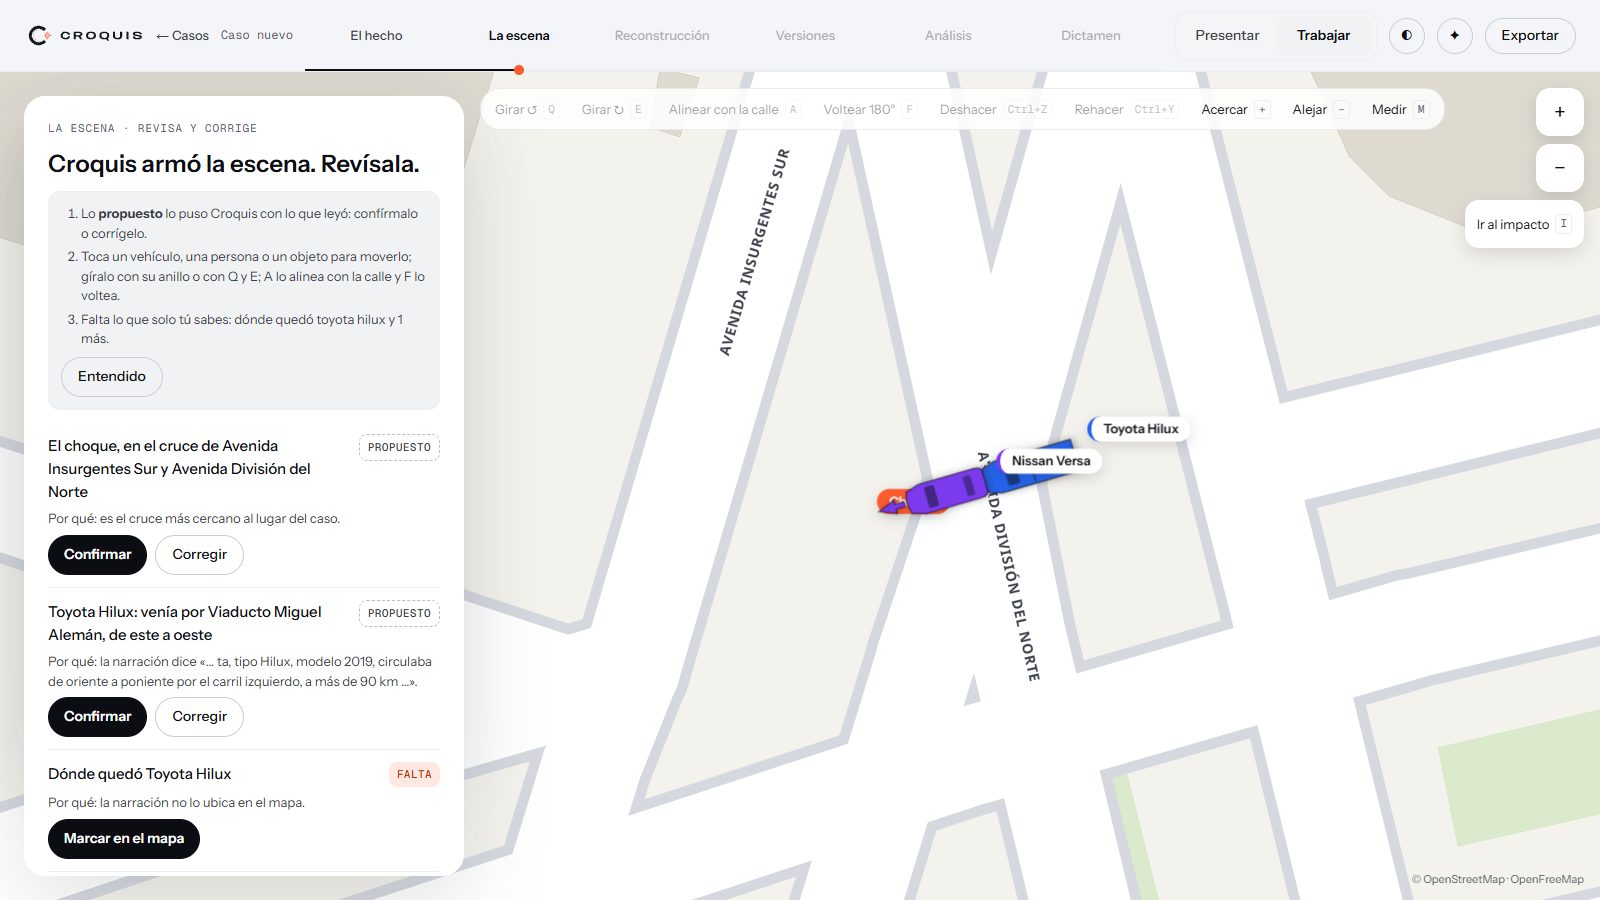 CROQUIS
← Casos
Caso nuevo
El hecho
La escena
Reconstrucción
Versiones
Análisis
Dictamen
Presentar
Trabajar
Exportar
Girar ↺ Q
Girar ↻ E
Alinear con la calle A
Voltear 180° F
Deshacer Ctrl+Z
Rehacer Ctrl+Y
Acercar +
Alejar −
Medir M
+
−
Ir al impacto I
LA ESCENA · REVISA Y CORRIGE
Croquis armó la escena. Revísala.
1. Lo propuesto lo puso Croquis con lo que leyó: confírmalo
o corrígelo.
2. Toca un vehículo, una persona o un objeto para moverlo;
gíralo con su anillo o con Q y E; A lo alinea con la calle y F lo
voltea.
3. Falta lo que solo tú sabes: dónde quedó toyota hilux y 1
más.
Entendido
El choque, en el cruce de Avenida
Insurgentes Sur y Avenida División del
Norte
PROPUESTO
Por qué: es el cruce más cercano al lugar del caso.
Confirmar
Corregir
Toyota Hilux: venía por Viaducto Miguel
Alemán, de este a oeste
PROPUESTO
Por qué: la narración dice «… ta, tipo Hilux, modelo 2019, circulaba
de oriente a poniente por el carril izquierdo, a más de 90 km …».
Confirmar
Corregir
Dónde quedó Toyota Hilux
FALTA
Por qué: la narración no lo ubica en el mapa.
Marcar en el mapa
AVENIDA INSURGENTES SUR
Toyota Hilux
Nissan Versa
DIVISIÓN DEL NORTE
© OpenStreetMap · OpenFreeMap